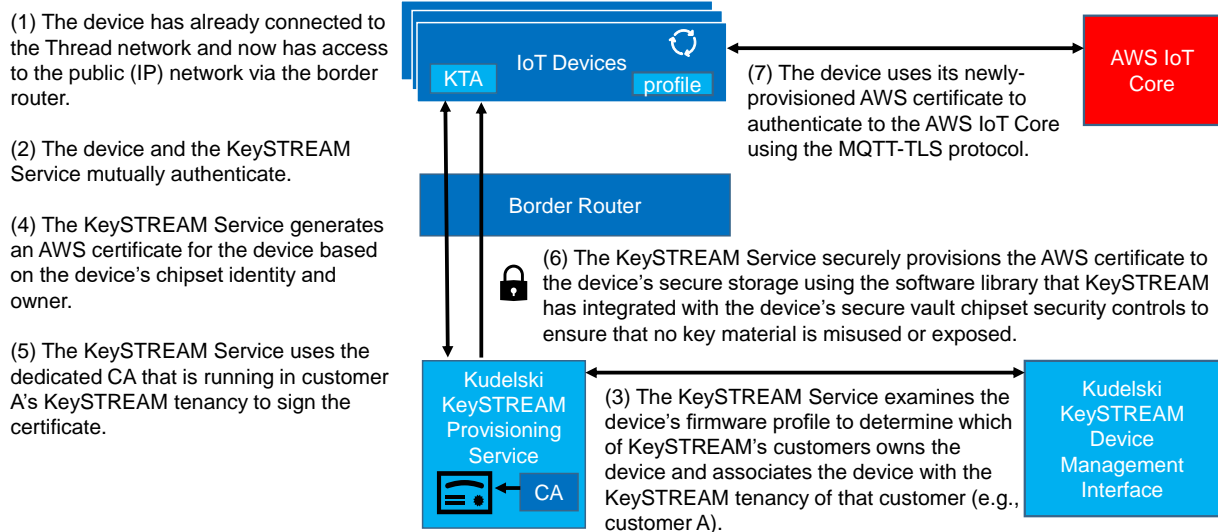 (1) The device has already connected to
the Thread network and now has access
to the public (IP) network via the border
router.
(2) The device and the KeySTREAM
Service mutually authenticate.
(4) The KeySTREAM Service generates
an AWS certificate for the device based
on the device's chipset identity and
owner.
(5) The KeySTREAM Service uses the
dedicated CA that is running in customer
A's KeySTREAM tenancy to sign the
certificate.
IoT Devices
KTA
profile
AWS IoT
Core
(7) The device uses its newly-
provisioned AWS certificate to
authenticate to the AWS IoT Core
using the MQTT-TLS protocol.
Border Router
(6) The KeySTREAM Service securely provisions the AWS certificate to
the device's secure storage using the software library that KeySTREAM
has integrated with the device's secure vault chipset security controls to
ensure that no key material is misused or exposed.
Kudelski
KeySTREAM
Provisioning
Service
CA
(3) The KeySTREAM Service examines the
device's firmware profile to determine which
of KeySTREAM's customers owns the
device and associates the device with the
KeySTREAM tenancy of that customer (e.g.,
customer A).
Kudelski
KeySTREAM
Device
Management
Interface